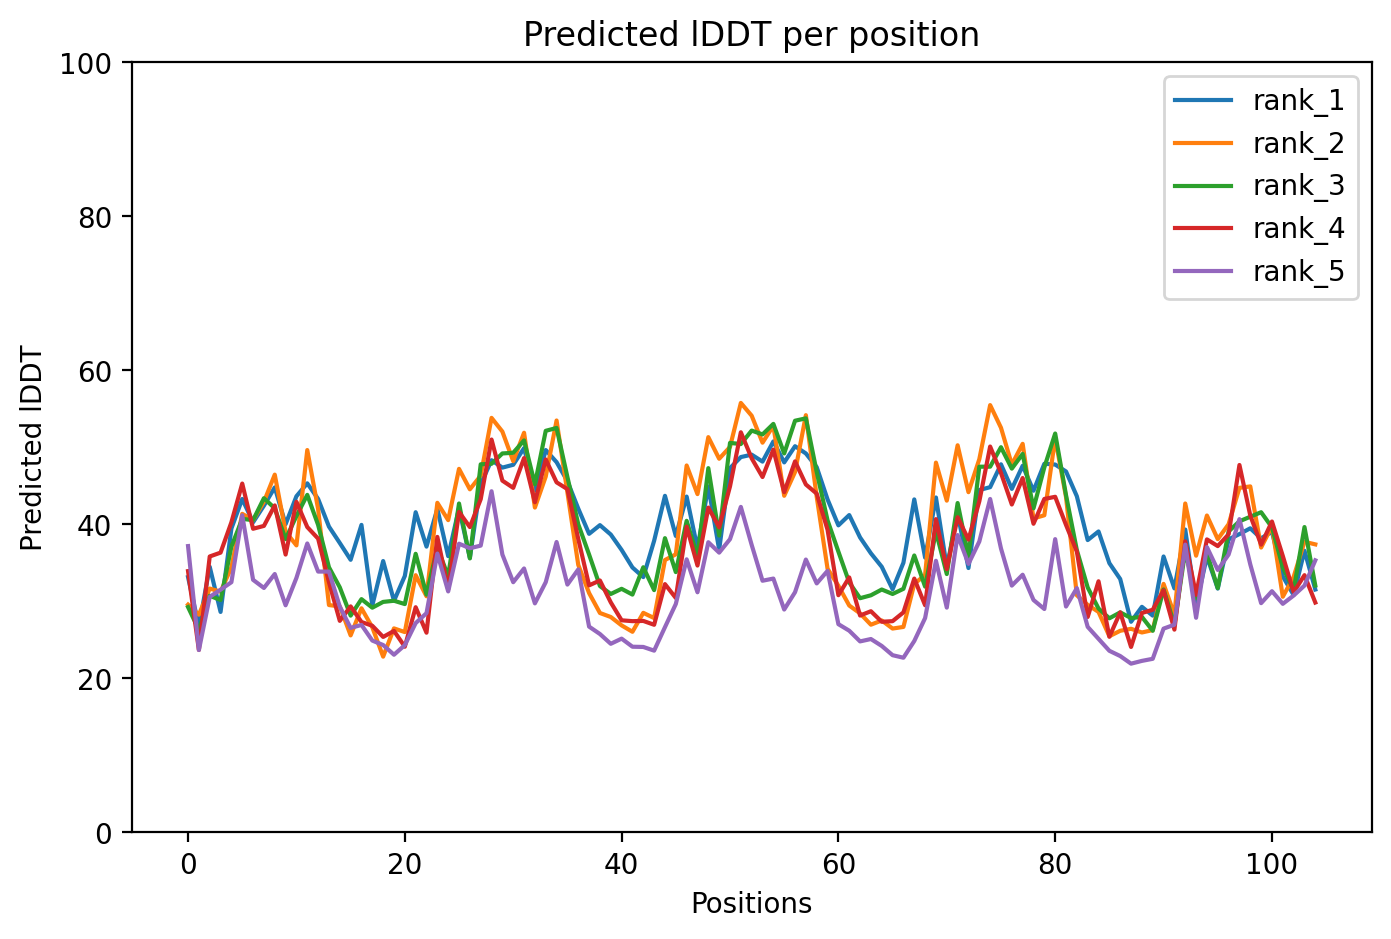 Predicted lDDT per position
100
80
60
40
20
0
Predicted lDDT
0 20 40 60 80 100
Positions
rank_1
rank_2
rank_3
rank_4
rank_5